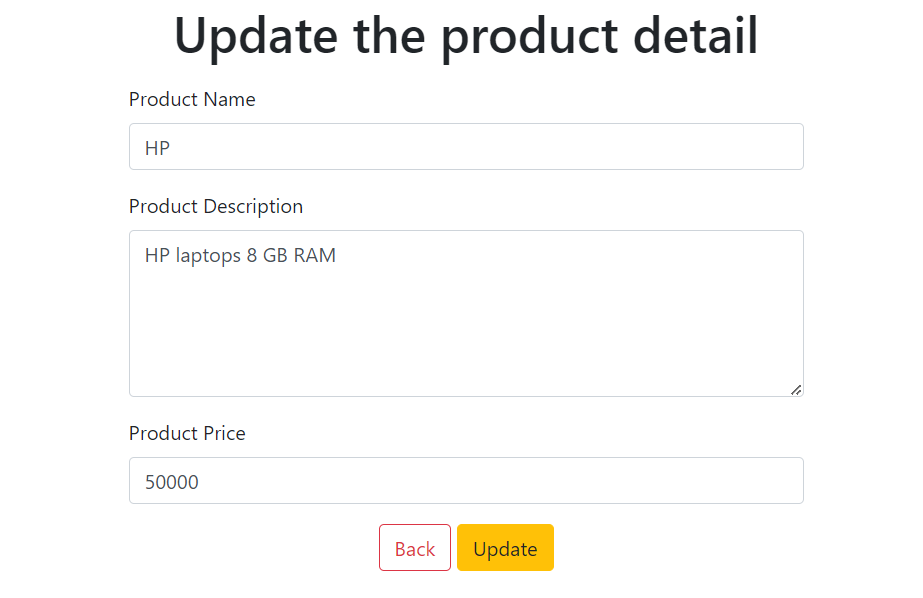 Update the product detail
Product Name
HP
Product Description
HP laptops 8 GB RAM
Product Price
50000
Back Update